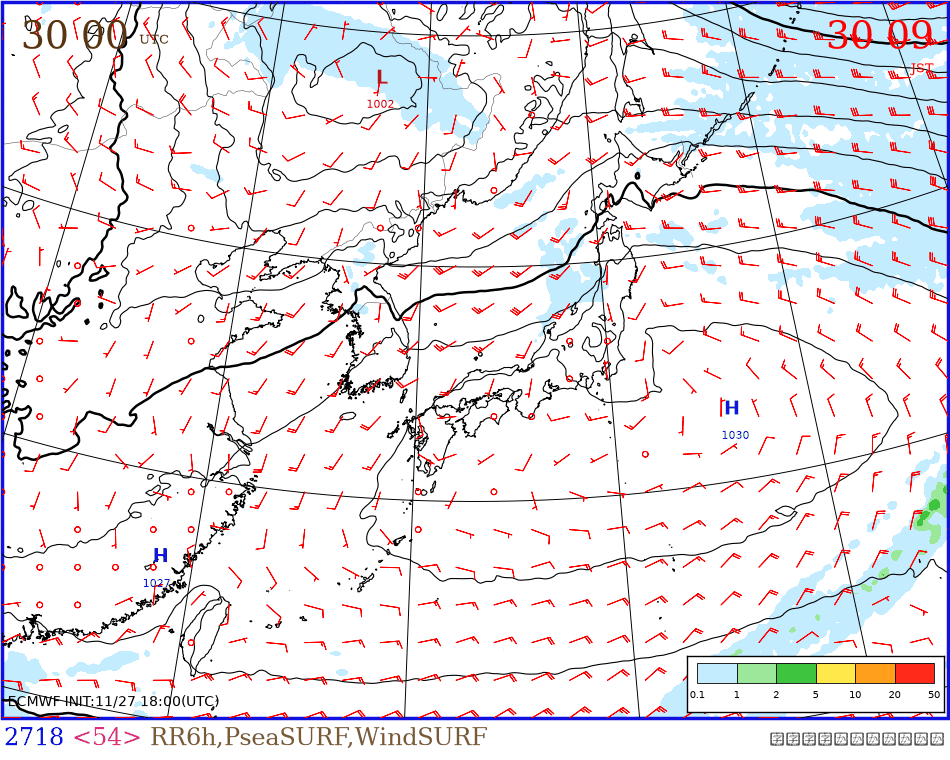 30 00 UTC
30 09 JST
L
1002
H
1030
H
1027
0.1 1 2 5 10 20 50
ECMWF INIT:11/27 18:00(UTC)
2718 <54> RR6h,PseaSURF,WindSURF